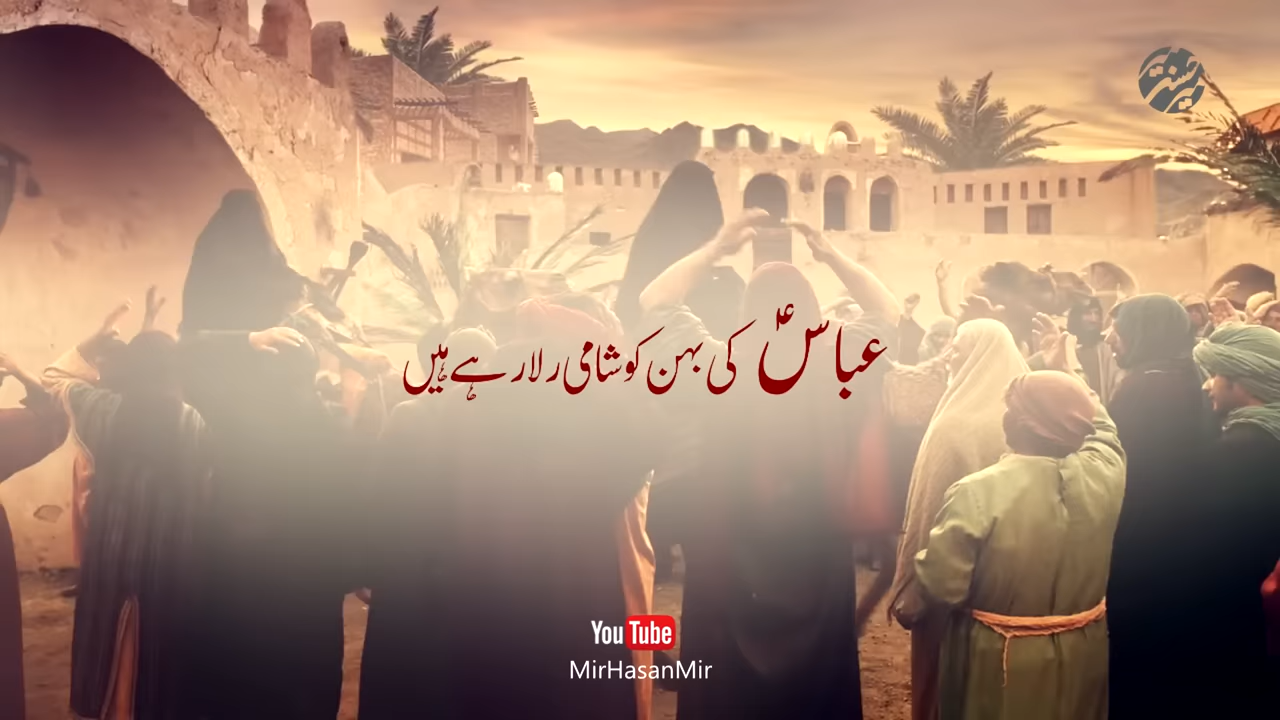 عباسؑ کی بہن کو شامی رلا رہے ہیں
YouTube
MirHasanMir